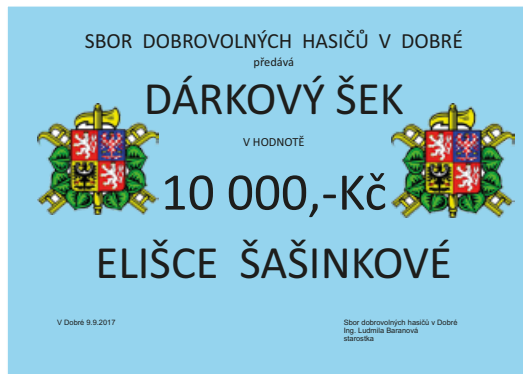 SBOR DOBROVOLNÝCH HASIČŮ V DOBRÉ
předává
DÁRKOVÝ ŠEK
V HODNOTĚ
10 000,-Kč
ELIŠCE ŠAŠINKOVÉ
V Dobré 9.9.2017
Sbor dobrovolných hasičů v Dobré
Ing. Ludmila Baranová
starostka